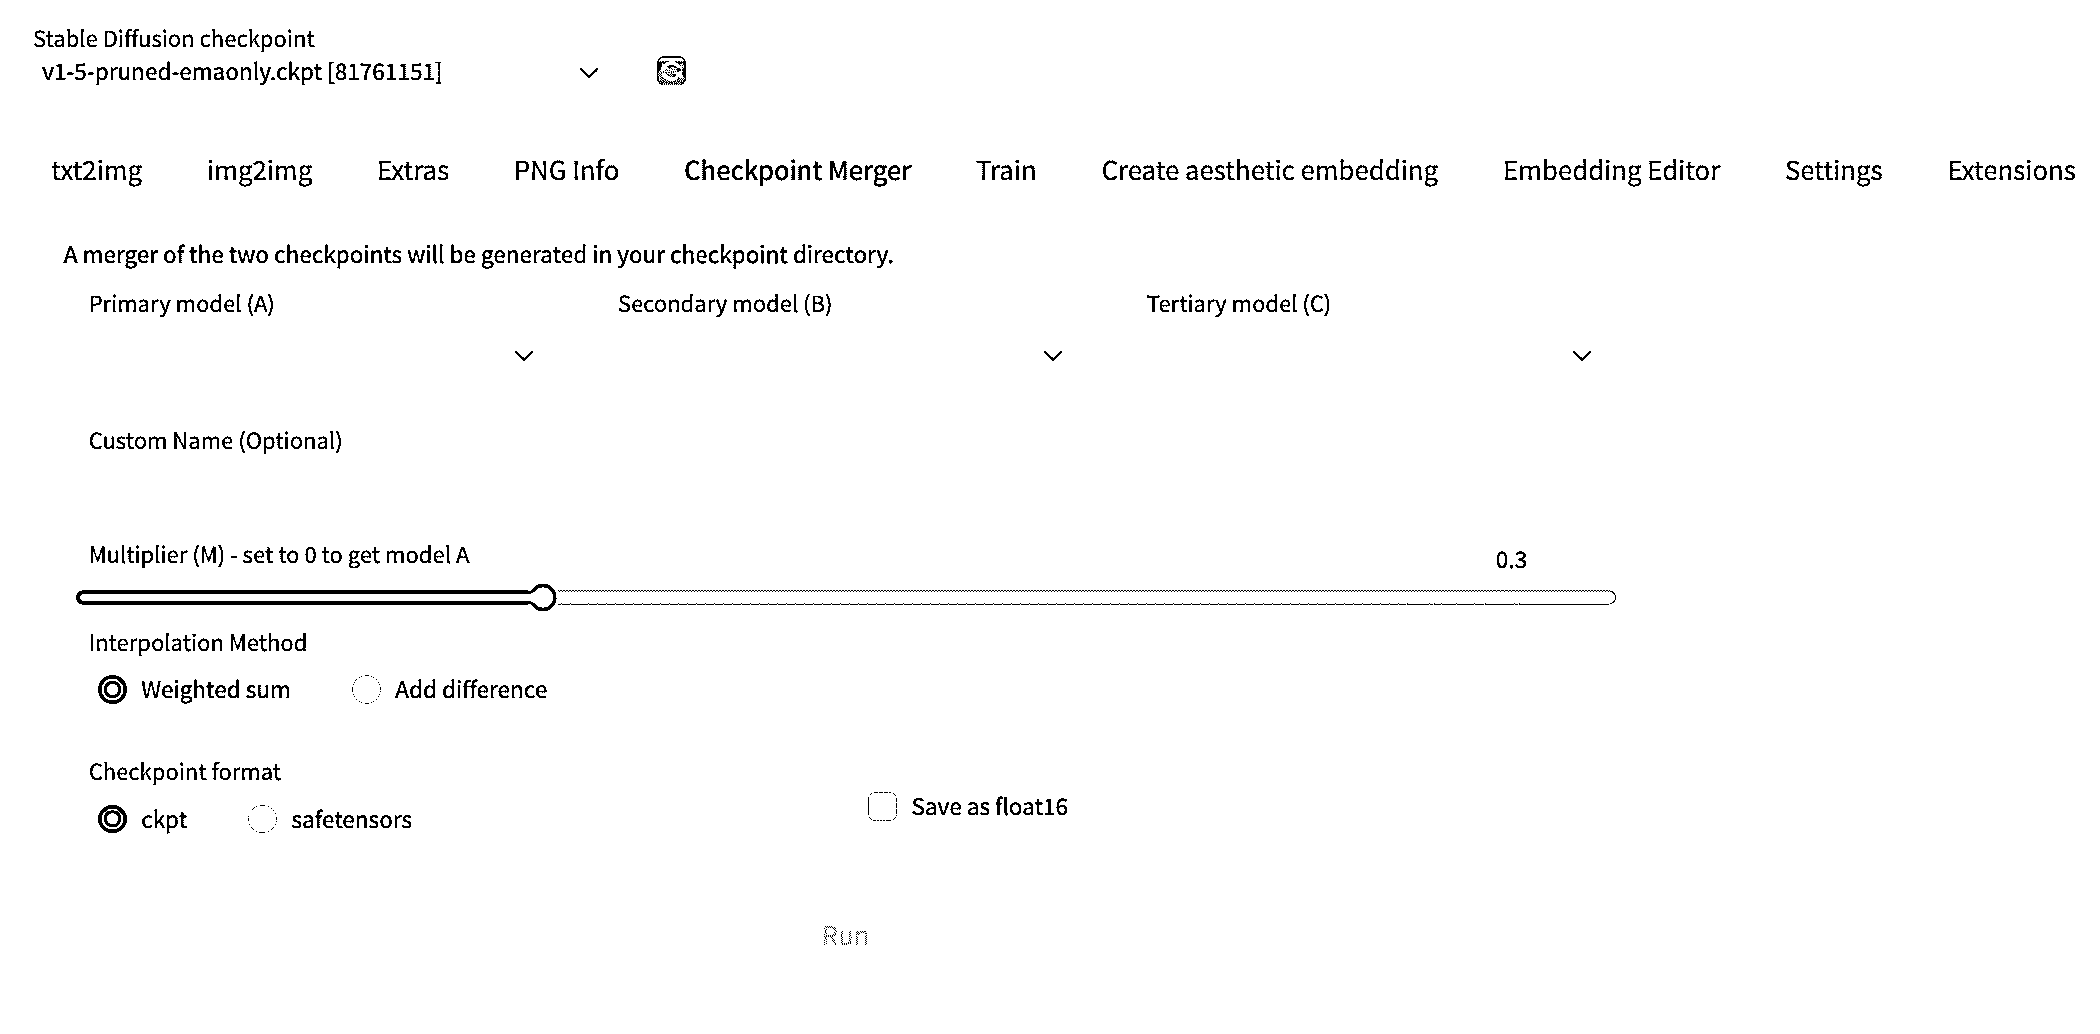 Stable Diffusion checkpoint
v1-5-pruned-emaonly.ckpt [81761151]
txt2img img2img Extras PNG Info Checkpoint Merger Train Create aesthetic embedding Embedding Editor Settings Extensions
A merger of the two checkpoints will be generated in your checkpoint directory.
Primary model (A) Secondary model (B) Tertiary model (C)
Custom Name (Optional)
Multiplier (M) - set to 0 to get model A 0.3
Interpolation Method
Weighted sum Add difference
Checkpoint format
ckpt safetensors Save as float16
Run